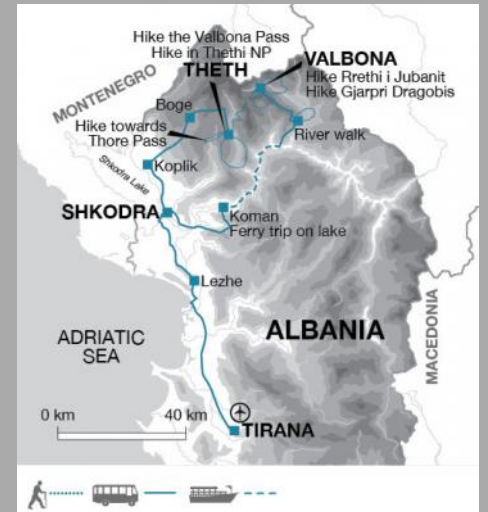 Hike the Valbona Pass
Hike in Thethi NP
THETH
VALBONA
Hike Rrethi i Jubanit
Hike Gjarpri Dragobis
MONTENEGRO
Boge
Hike towards
Thore Pass
River walk
Koplik
Shkodra Lake
SHKODRA
Koman
Ferry trip on lake
Lezhe
ADRIATIC
SEA
ALBANIA
MACEDONIA
0 km 40 km
TIRANA